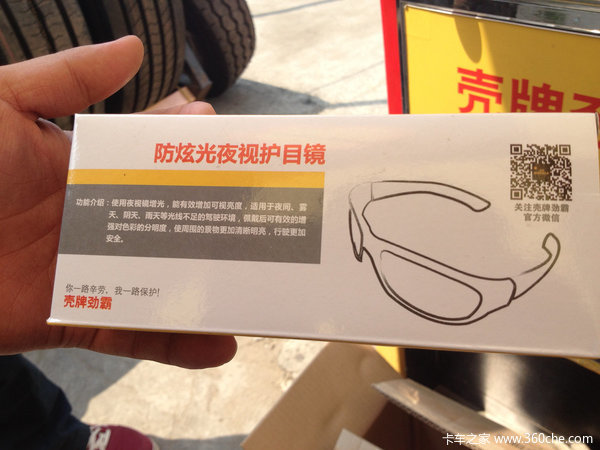 壳牌劲
防炫光夜视护目镜
功能介绍：使用夜视镜增光，能有效增加可视亮度，适用于夜间、雾
天、阴天、雨天等光线不足的驾驶环境，佩戴后可有效的增
强对色彩的分明度，使周围的景物更加清晰明亮，行驶更加
安全。
关注壳牌劲霸
官方微信
你一路辛劳，我一路保护!
壳牌劲霸
卡车之家 www.360che.com